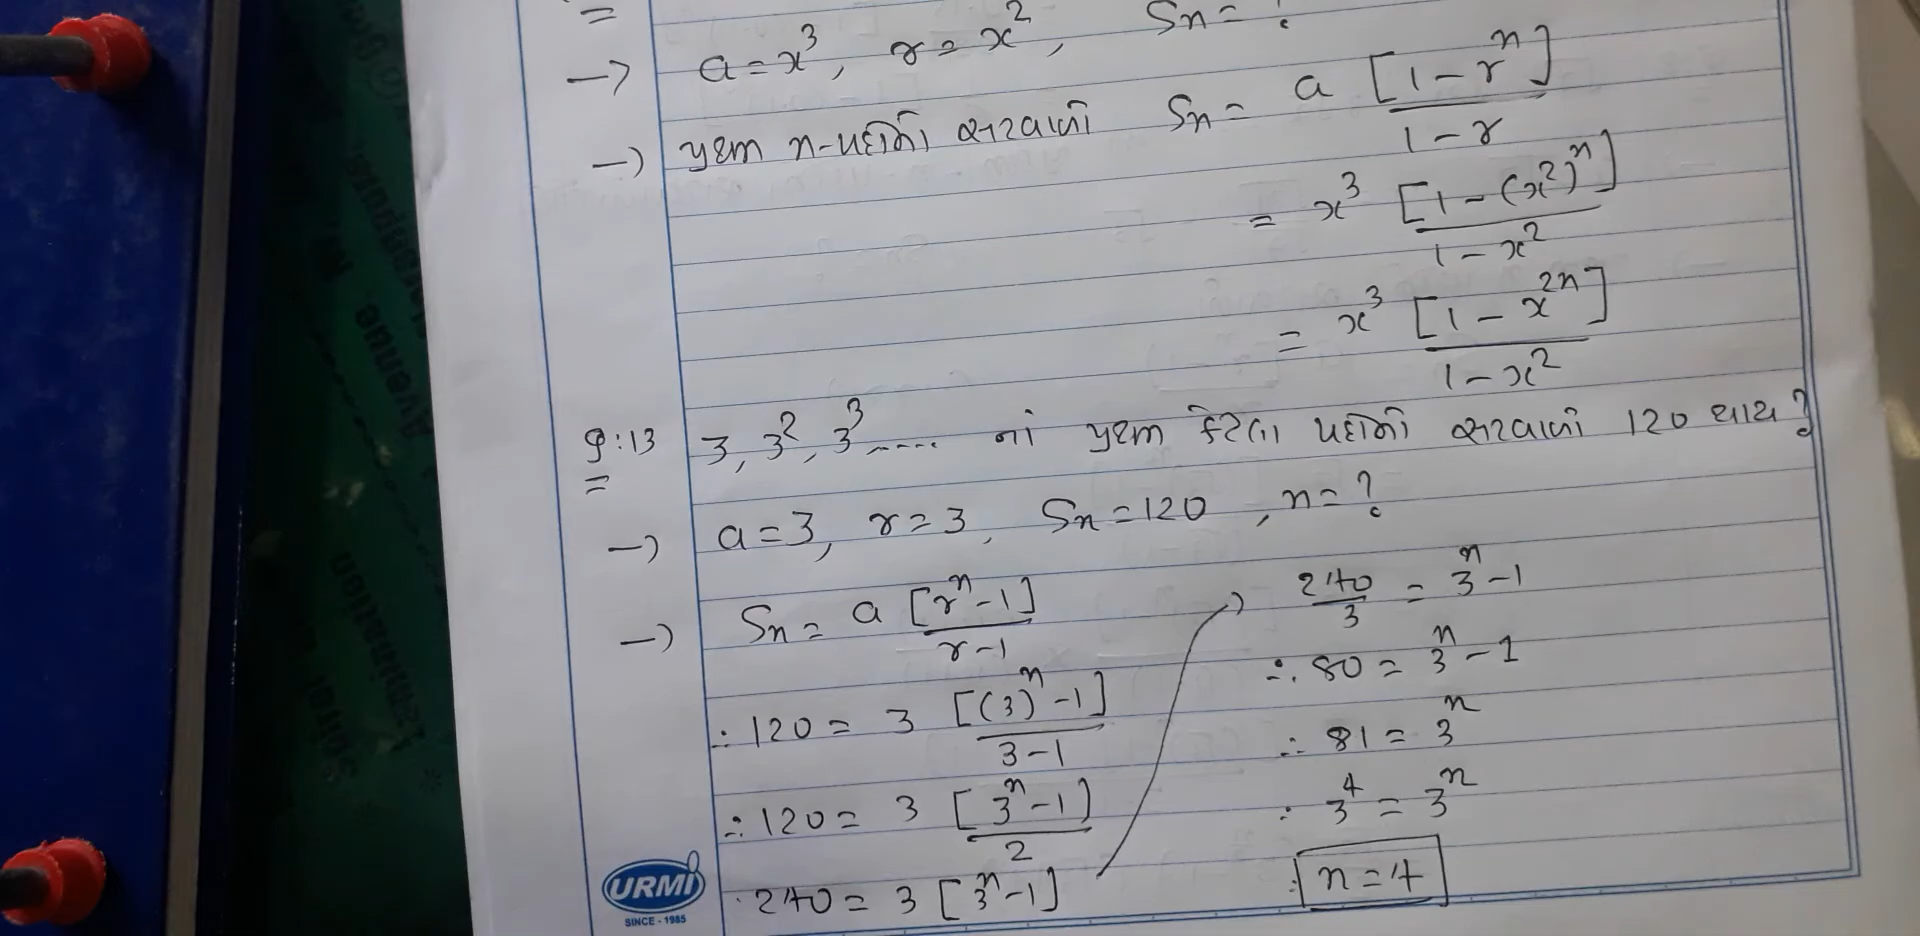 → a = x³, r = x², Sn = ?
→ પ્રથમ n-પદોનો સરવાળો Sn = a [1 - rⁿ] / 1 - r
= x³ [1 - (x²)ⁿ] / 1 - x²
= x³ [1 - x²ⁿ] / 1 - x²
9:13 3, 3², 3³ ..... નાં પ્રથમ કેટલા પદોનો સરવાળો 120 થાય?
→ a = 3, r = 3, Sn = 120, n = ?
→ Sn = a [rⁿ - 1] / r - 1
∴ 120 = 3 [(3)ⁿ - 1] / 3 - 1
∴ 120 = 3 [3ⁿ - 1] / 2
∴ 240 = 3 [3ⁿ - 1]
→ 240 / 3 = 3ⁿ - 1
∴ 80 = 3ⁿ - 1
∴ 81 = 3ⁿ
∴ 3⁴ = 3ⁿ
∴ n = 4
URMI
SINCE - 1985
Avenue
Examination